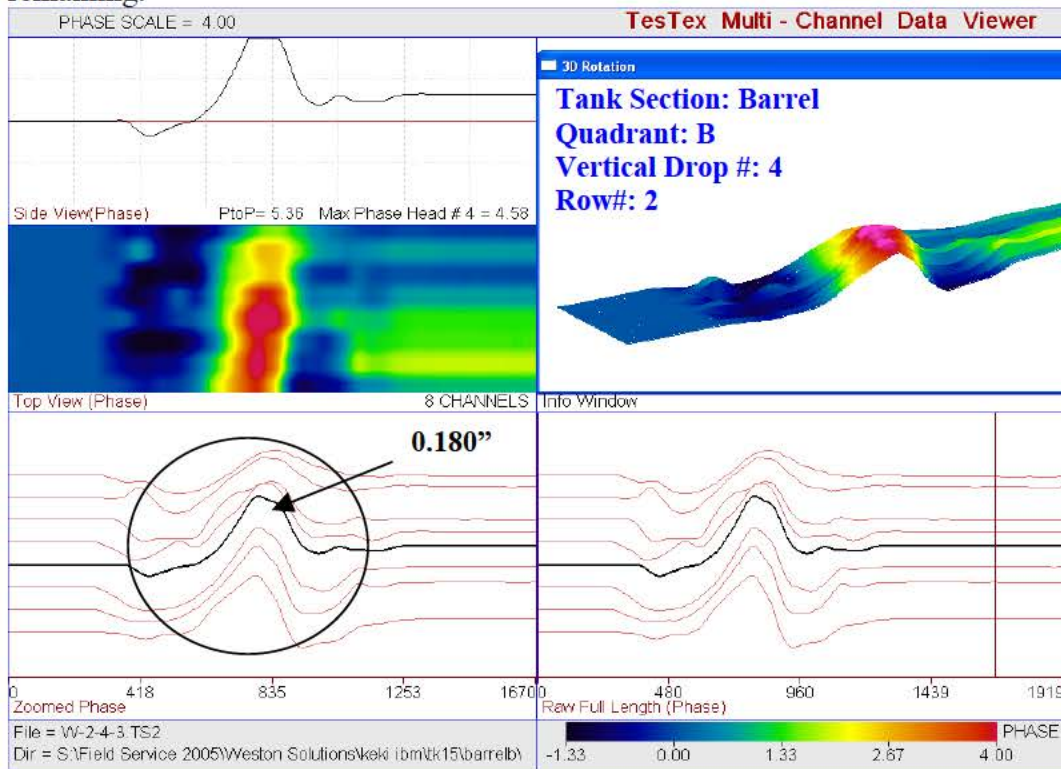 remaining.
PHASE SCALE = 4.00
TesTex Multi - Channel Data Viewer
3D Rotation
Tank Section: Barrel
Quadrant: B
Vertical Drop #: 4
Row#: 2
Side View(Phase) PtoP= 5.36 Max Phase Head # 4 = 4.58
Top View (Phase) 8 CHANNELS
Info Window
0.180”
0 418 835 1253 1670
0 480 960 1439 1919
Zoomed Phase
Raw Full Length (Phase)
File = W-2-4-3.TS2
Dir = S:\Field Service 2005\Weston Solutions\keki ibm\tk15\barrelb\
PHASE
-1.33 0.00 1.33 2.67 4.00